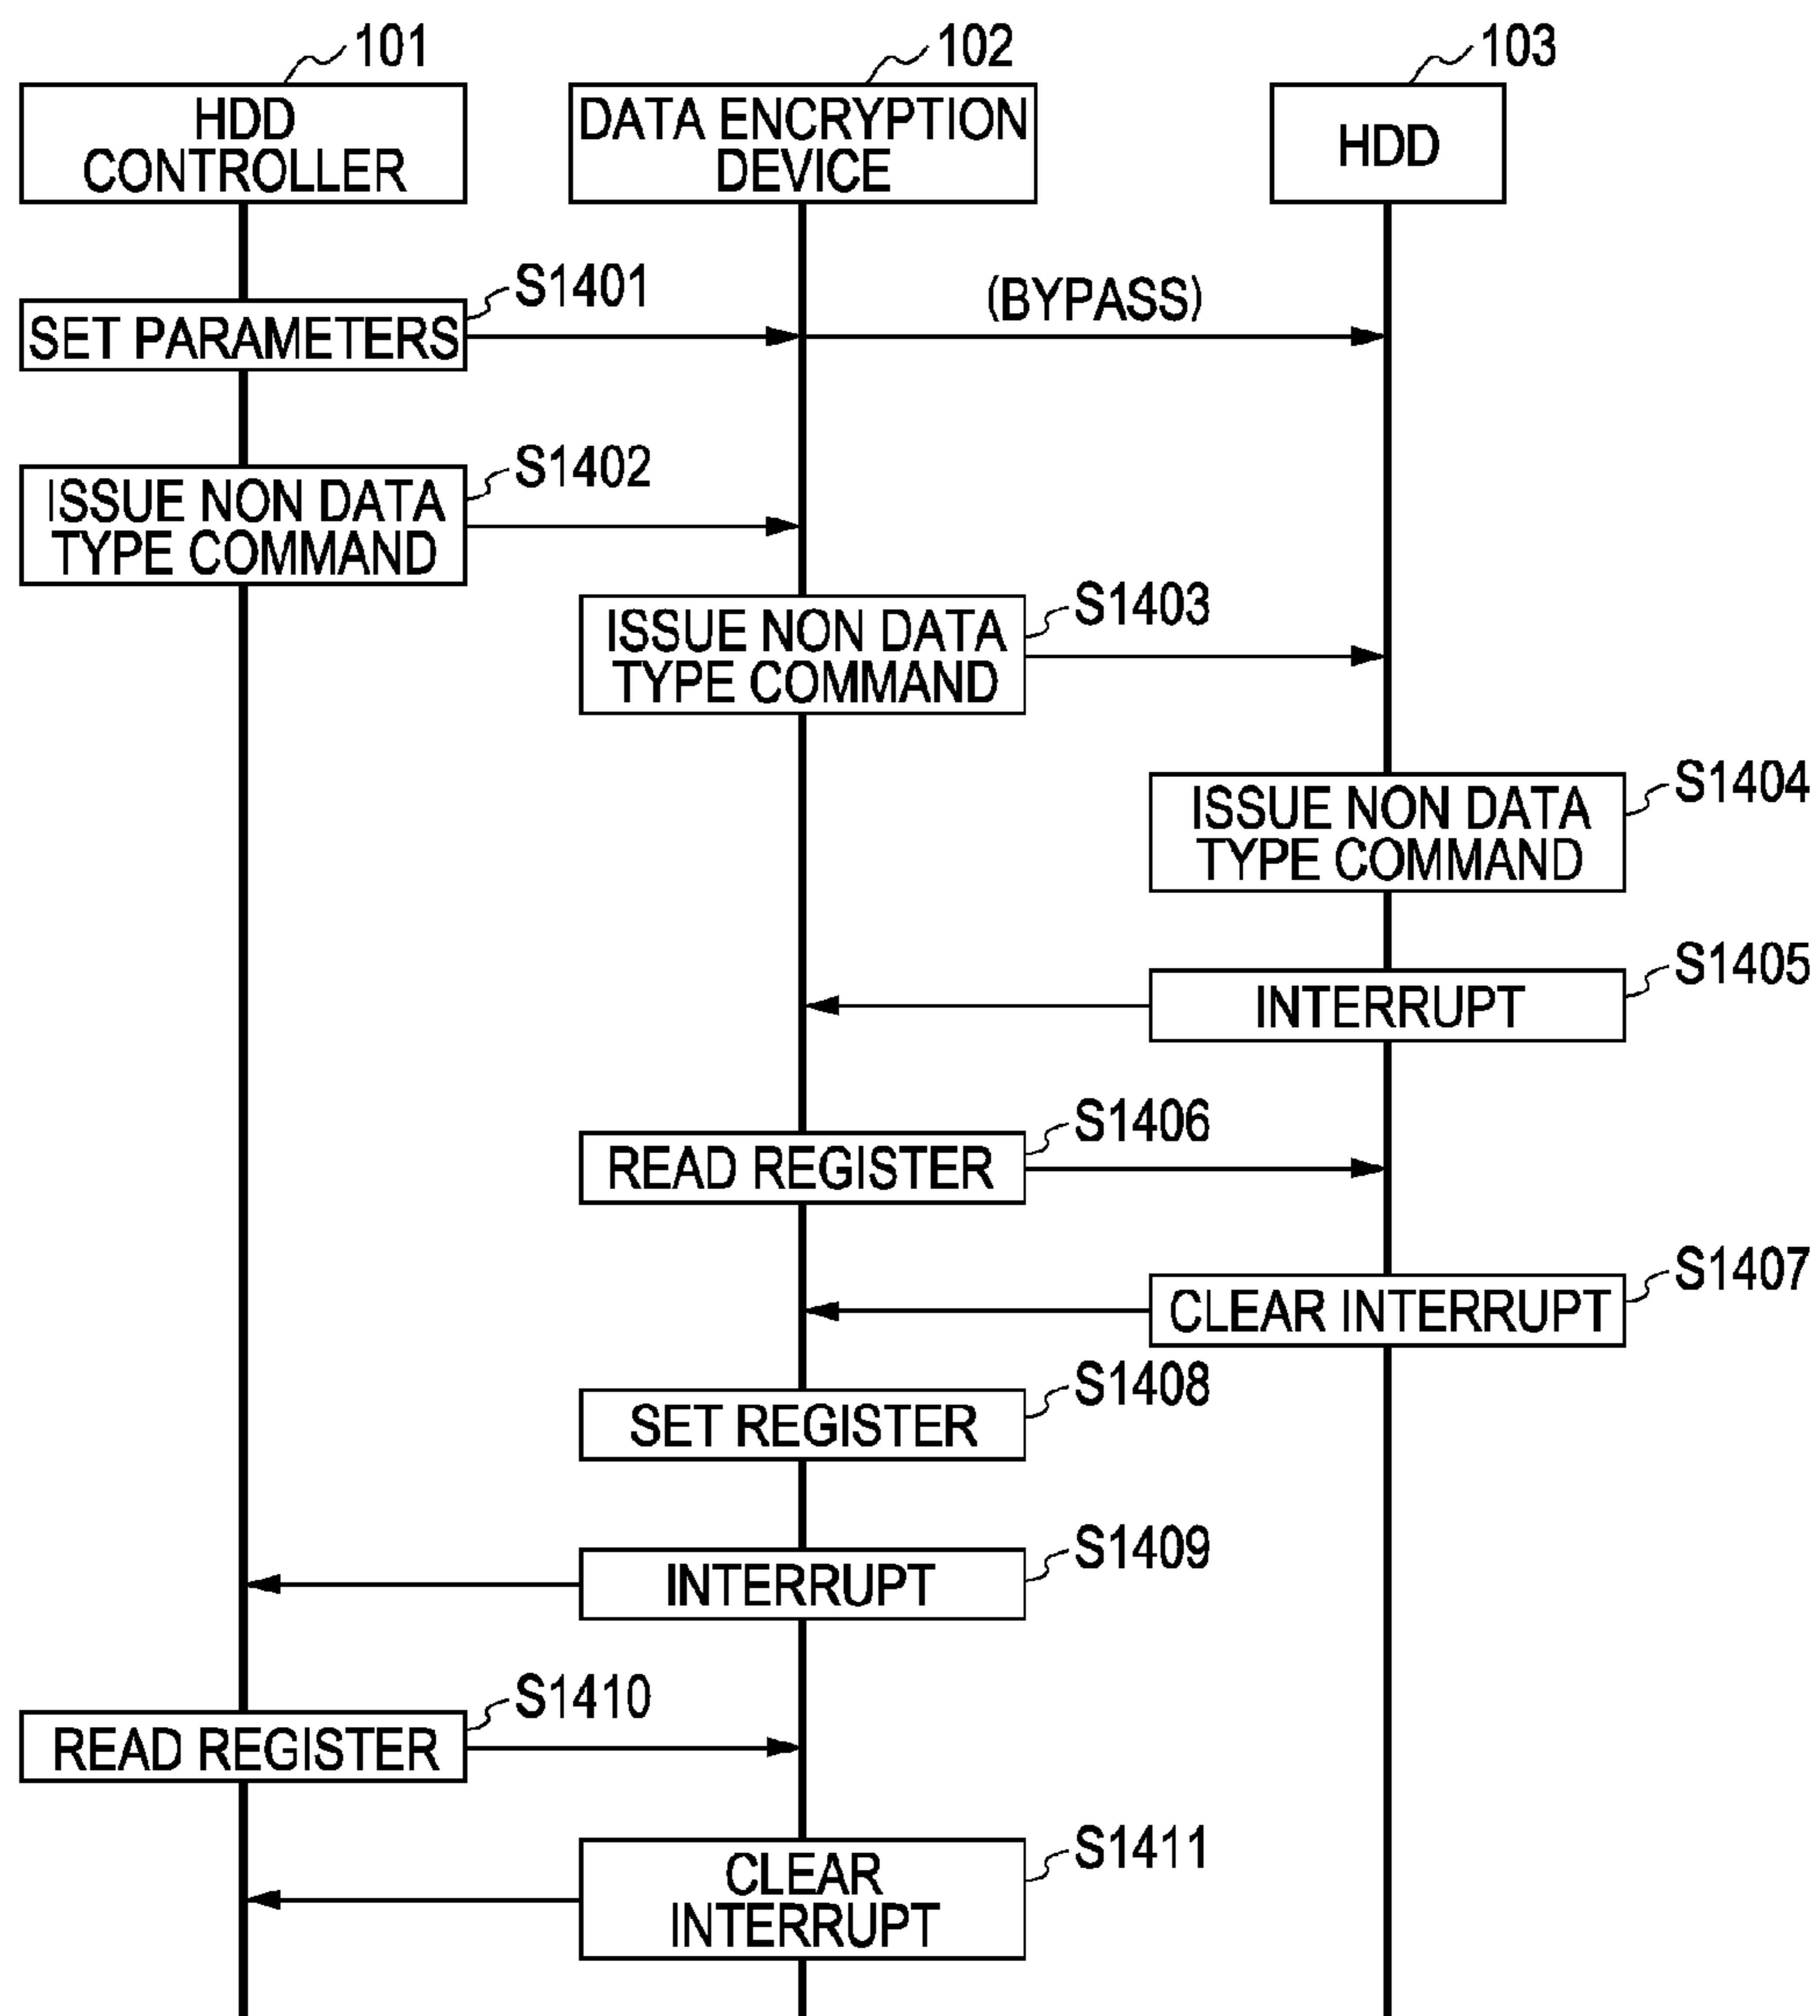 101
102
103
HDD
CONTROLLER
DATA ENCRYPTION
DEVICE
HDD
S1401
SET PARAMETERS
(BYPASS)
S1402
ISSUE NON DATA
TYPE COMMAND
S1403
ISSUE NON DATA
TYPE COMMAND
S1404
ISSUE NON DATA
TYPE COMMAND
S1405
INTERRUPT
S1406
READ REGISTER
S1407
CLEAR INTERRUPT
S1408
SET REGISTER
S1409
INTERRUPT
S1410
READ REGISTER
S1411
CLEAR
INTERRUPT